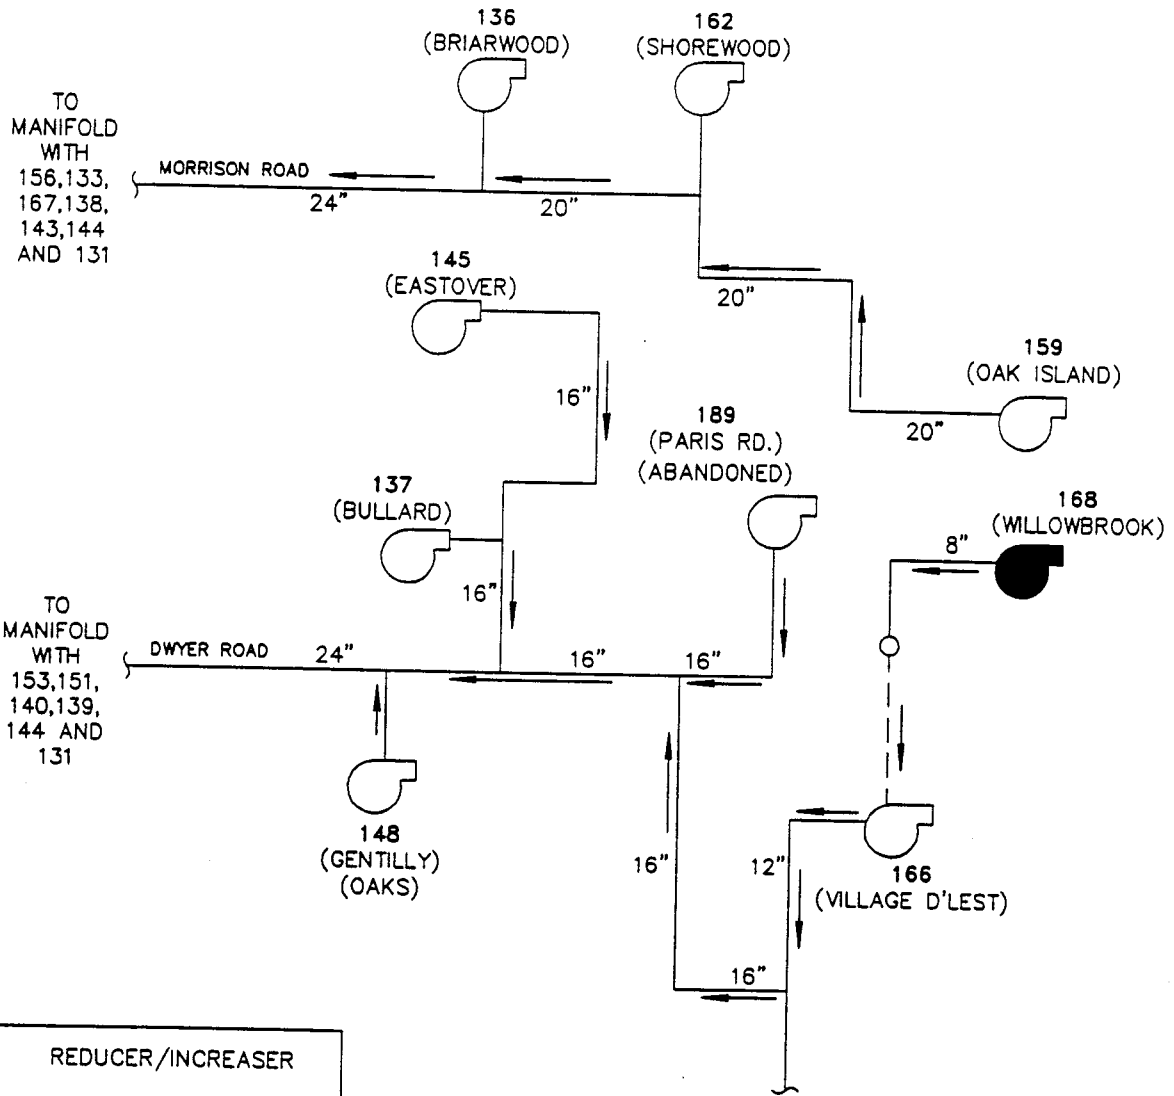 136
(BRIARWOOD)
162
(SHOREWOOD)
TO
MANIFOLD
WITH
156,133,
167,138,
143,144
AND 131
MORRISON ROAD
24"
20"
145
(EASTOVER)
20"
159
(OAK ISLAND)
16"
20"
189
(PARIS RD.)
(ABANDONED)
137
(BULLARD)
168
(WILLOWBROOK)
8"
16"
TO
MANIFOLD
WITH
153,151,
140,139,
144 AND
131
DWYER ROAD
24"
16"
16"
148
(GENTILLY)
(OAKS)
16"
12"
166
(VILLAGE D'LEST)
16"
REDUCER/INCREASER